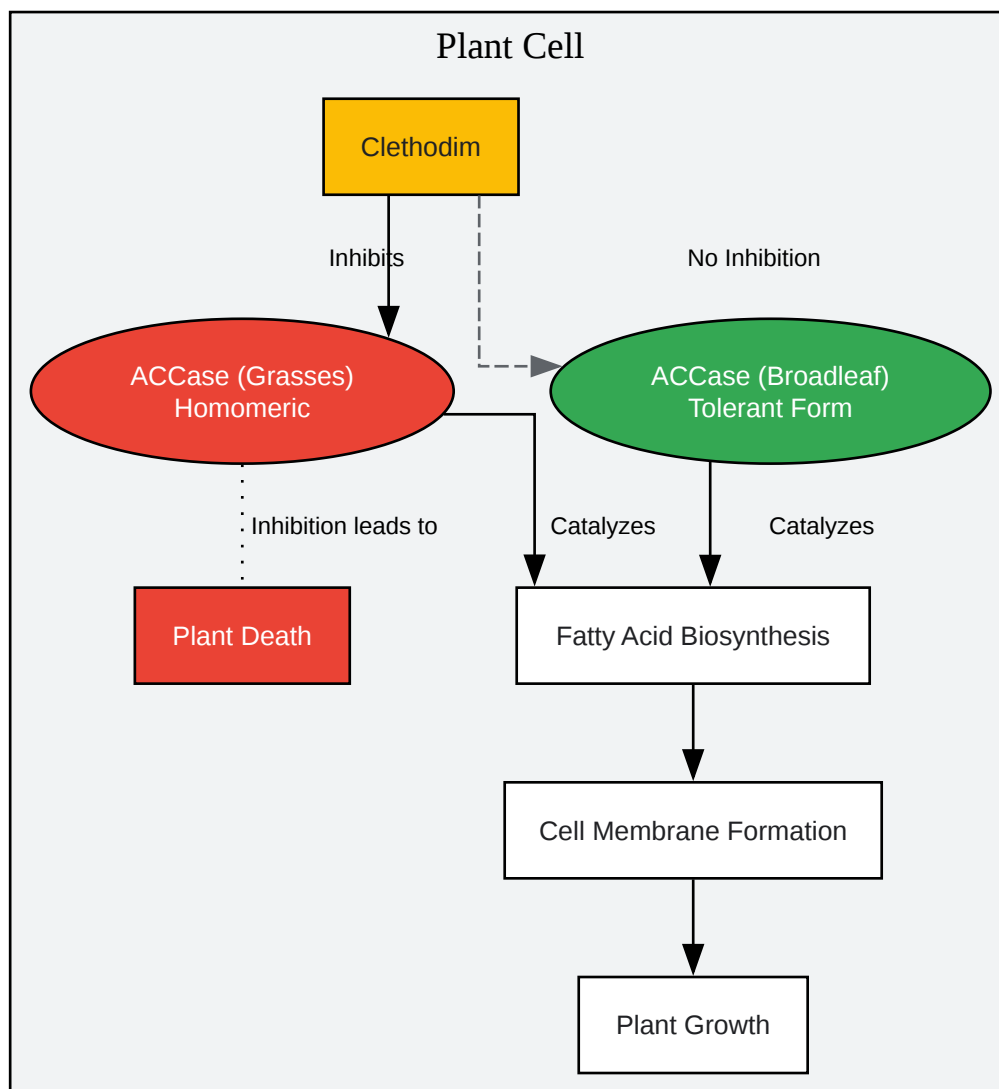 Plant Cell
Clethodim
Inhibits
No Inhibition
ACCase (Grasses)
Homomeric
ACCase (Broadleaf)
Tolerant Form
Inhibition leads to
Catalyzes
Catalyzes
Plant Death
Fatty Acid Biosynthesis
Cell Membrane Formation
Plant Growth